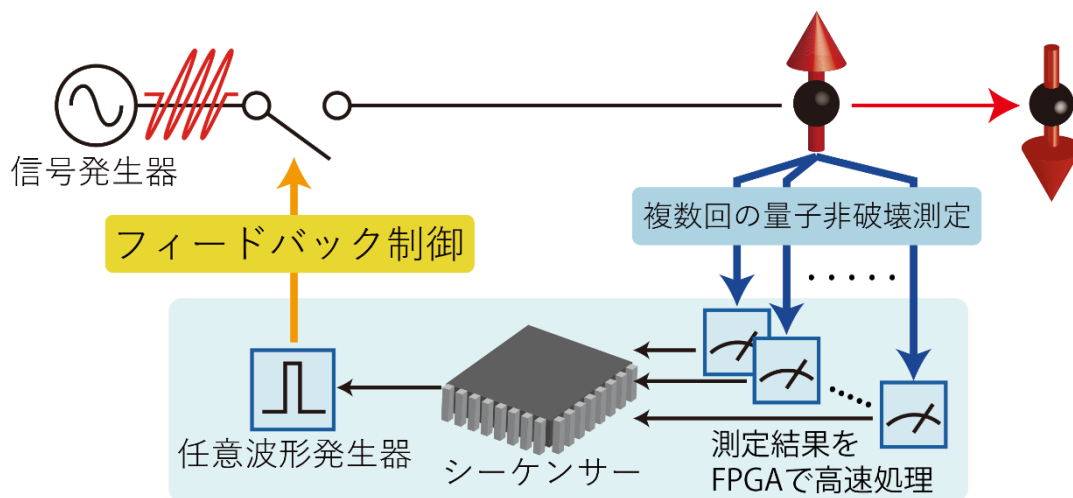 信号発生器
複数回の量子非破壊測定
フィードバック制御
任意波形発生器
シーケンサー
測定結果を
FPGAで高速処理